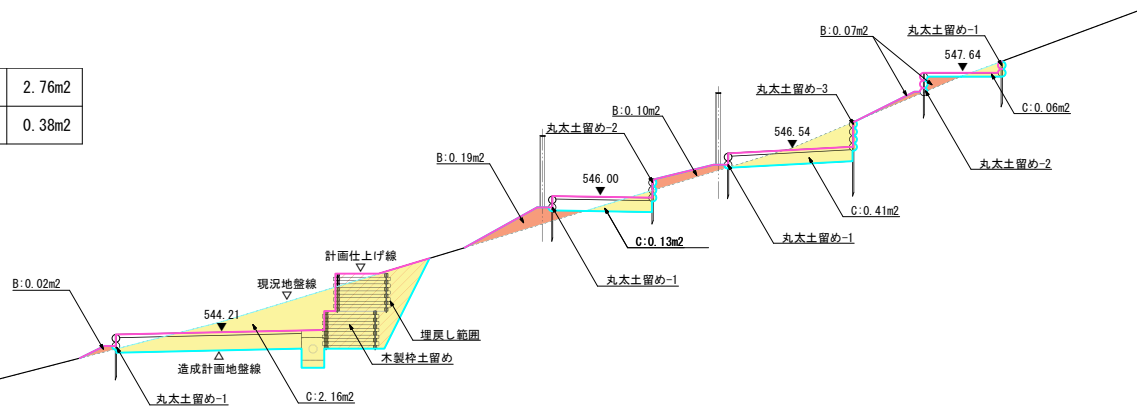 2.76m2
0.38m2
B:0.07m2
丸太土留め-1
547.64
C:0.06m2
丸太土留め-2
丸太土留め-3
546.54
B:0.10m2
丸太土留め-2
C:0.41m2
丸太土留め-1
B:0.19m2
546.00
C:0.13m2
丸太土留め-1
計画仕上げ線
現況地盤線
B:0.02m2
544.21
埋戻し範囲
木製枠土留め
造成計画地盤線
丸太土留め-1
C:2.16m2